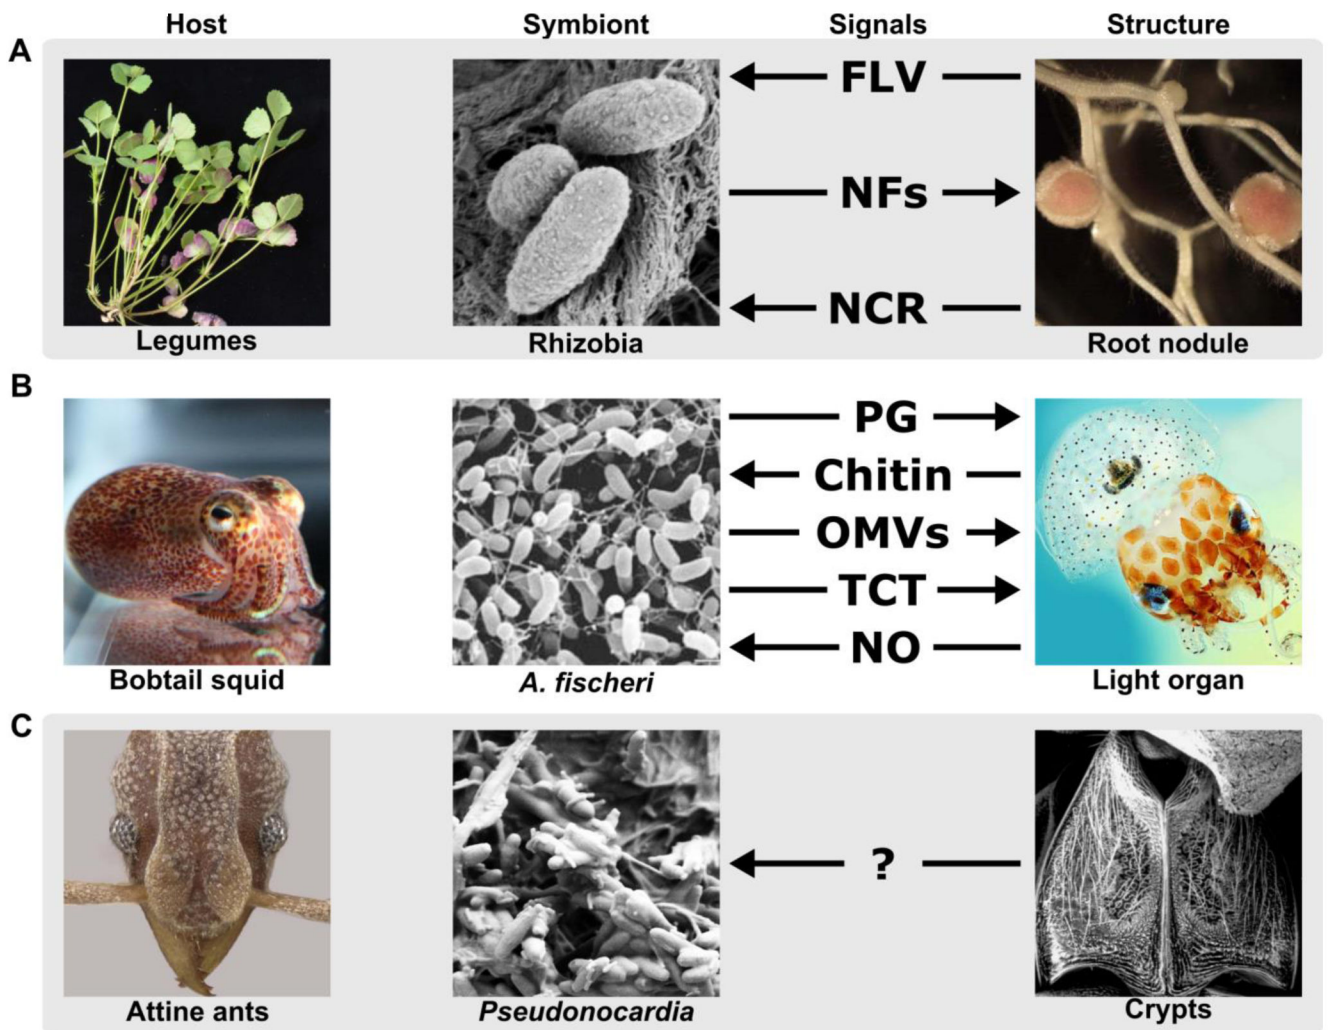 Host Symbiont Signals Structure
A
FLV
NFs
NCR
Legumes Rhizobia Root nodule
B
PG
Chitin
OMVs
TCT
NO
Bobtail squid A. fischeri Light organ
C
?
Attine ants Pseudonocardia Crypts